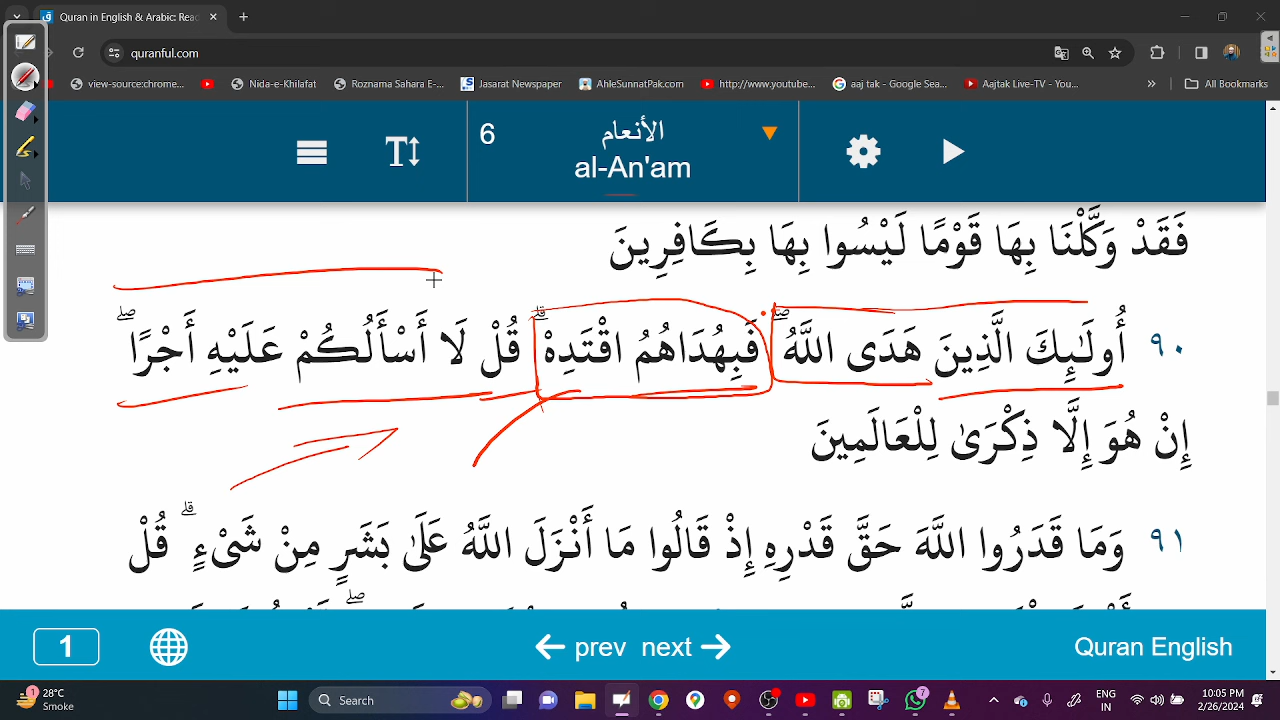 Quran in English & Arabic: Rea
quranful.com
view-source:chrome...
Nida-e-Khilafat
Roznama Sahara E-...
Jasarat Newspaper
AhleSunnatPak.com
http://www.youtube...
aaj tak - Google Sea...
Aajtak Live-TV - You...
All Bookmarks
6
الأنعام
al-An'am
فَقَدْ وَكَّلْنَا بِهَا قَوْمًا لَيْسُوا بِهَا بِكَافِرِينَ
٩٠ أُولَـٰئِكَ الَّذِينَ هَدَى اللَّهُ ۖ فَبِهُدَاهُمُ اقْتَدِهْ ۗ قُلْ لَا أَسْأَلُكُمْ عَلَيْهِ أَجْرًا ۖ
إِنْ هُوَ إِلَّا ذِكْرَىٰ لِلْعَالَمِينَ
٩١ وَمَا قَدَرُوا اللَّهَ حَقَّ قَدْرِهِ إِذْ قَالُوا مَا أَنْزَلَ اللَّهُ عَلَىٰ بَشَرٍ مِنْ شَيْءٍ ۗ قُلْ
1
prev next
Quran English
1
28°C
Smoke
Search
7
ENG
IN
10:05 PM
2/26/2024